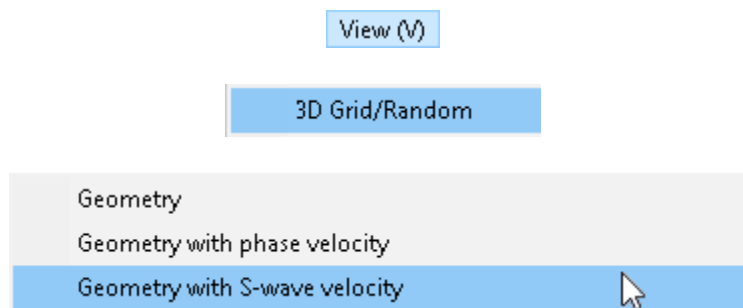 View (V)
3D Grid/Random
Geometry
Geometry with phase velocity
Geometry with S-wave velocity